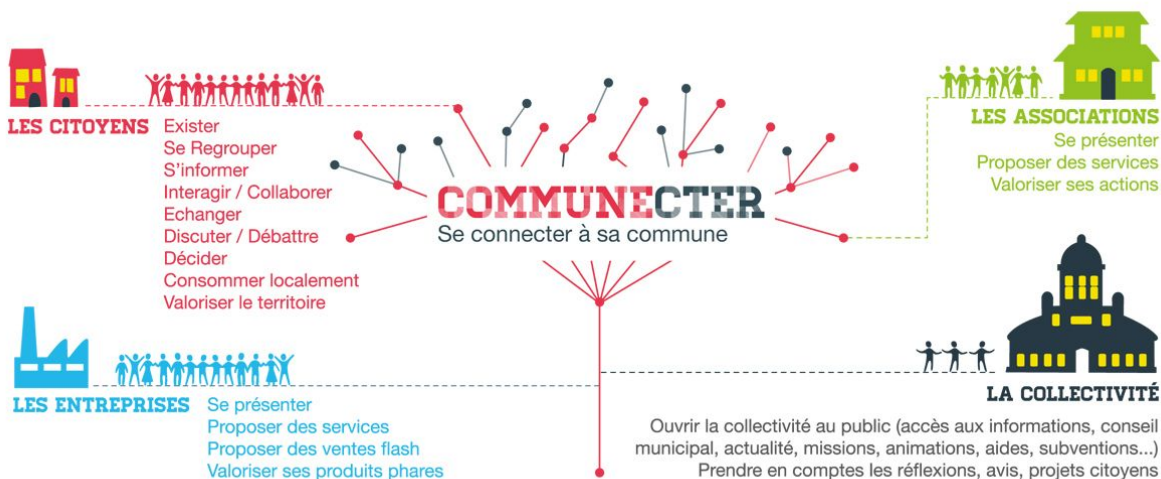 LES CITOYENS
Exister
Se Regrouper
S'informer
Interagir / Collaborer
Echanger
Discuter / Débattre
Décider
Consommer localement
Valoriser le territoire
COMMUNECTER
Se connecter à sa commune
LES ASSOCIATIONS
Se présenter
Proposer des services
Valoriser ses actions
LES ENTREPRISES
Se présenter
Proposer des services
Proposer des ventes flash
Valoriser ses produits phares
LA COLLECTIVITÉ
Ouvrir la collectivité au public (accès aux informations, conseil
municipal, actualité, missions, animations, aides, subventions...)
Prendre en comptes les réflexions, avis, projets citoyens